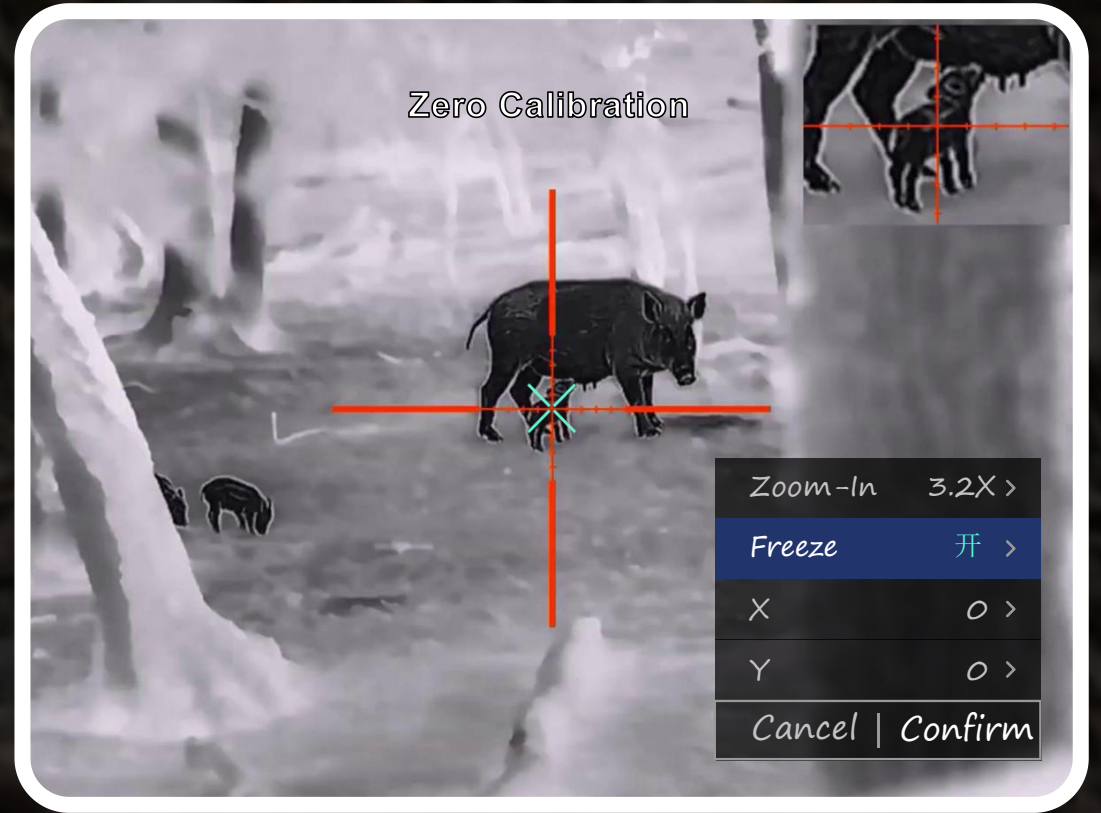 Zero Calibration
Zoom-In 3.2X >
Freeze 开 >
X 0 >
Y 0 >
Cancel | Confirm